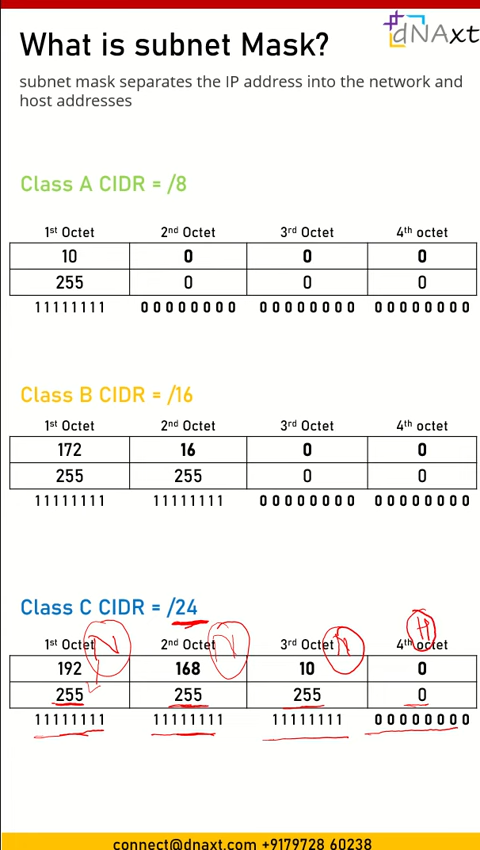 dNAxt
What is subnet Mask?
subnet mask separates the IP address into the network and
host addresses
Class A CIDR = /8
1st Octet 2nd Octet 3rd Octet 4th octet
10 0 0 0
255 0 0 0
11111111 00000000 00000000 00000000
Class B CIDR = /16
1st Octet 2nd Octet 3rd Octet 4th octet
172 16 0 0
255 255 0 0
11111111 11111111 00000000 00000000
Class C CIDR = /24
N N N H
1st Octet 2nd Octet 3rd Octet 4th octet
192 168 10 0
255 255 255 0
11111111 11111111 11111111 00000000
connect@dnaxt.com +9179728 60238